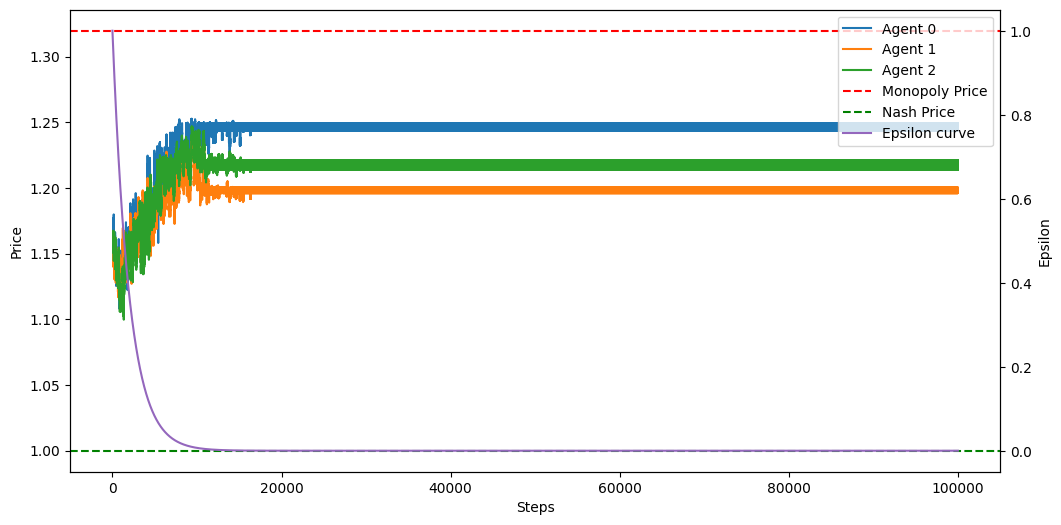 1.30
1.25
1.20
1.15
1.10
1.05
1.00
Price
0
20000
40000
60000
80000
100000
Steps
1.0
0.8
0.6
0.4
0.2
0.0
Epsilon
Agent 0
Agent 1
Agent 2
Monopoly Price
Nash Price
Epsilon curve